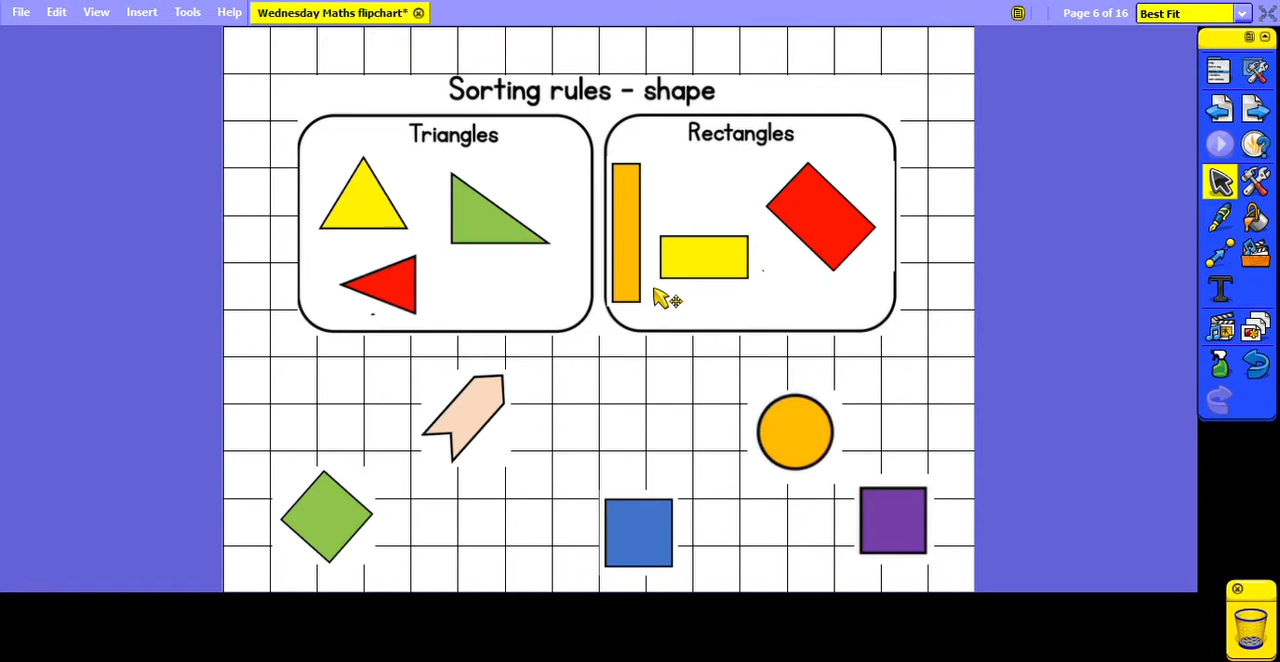 File Edit View Insert Tools Help Wednesday Maths flipchart* Page 6 of 16 Best Fit
Sorting rules - shape
Triangles
Rectangles